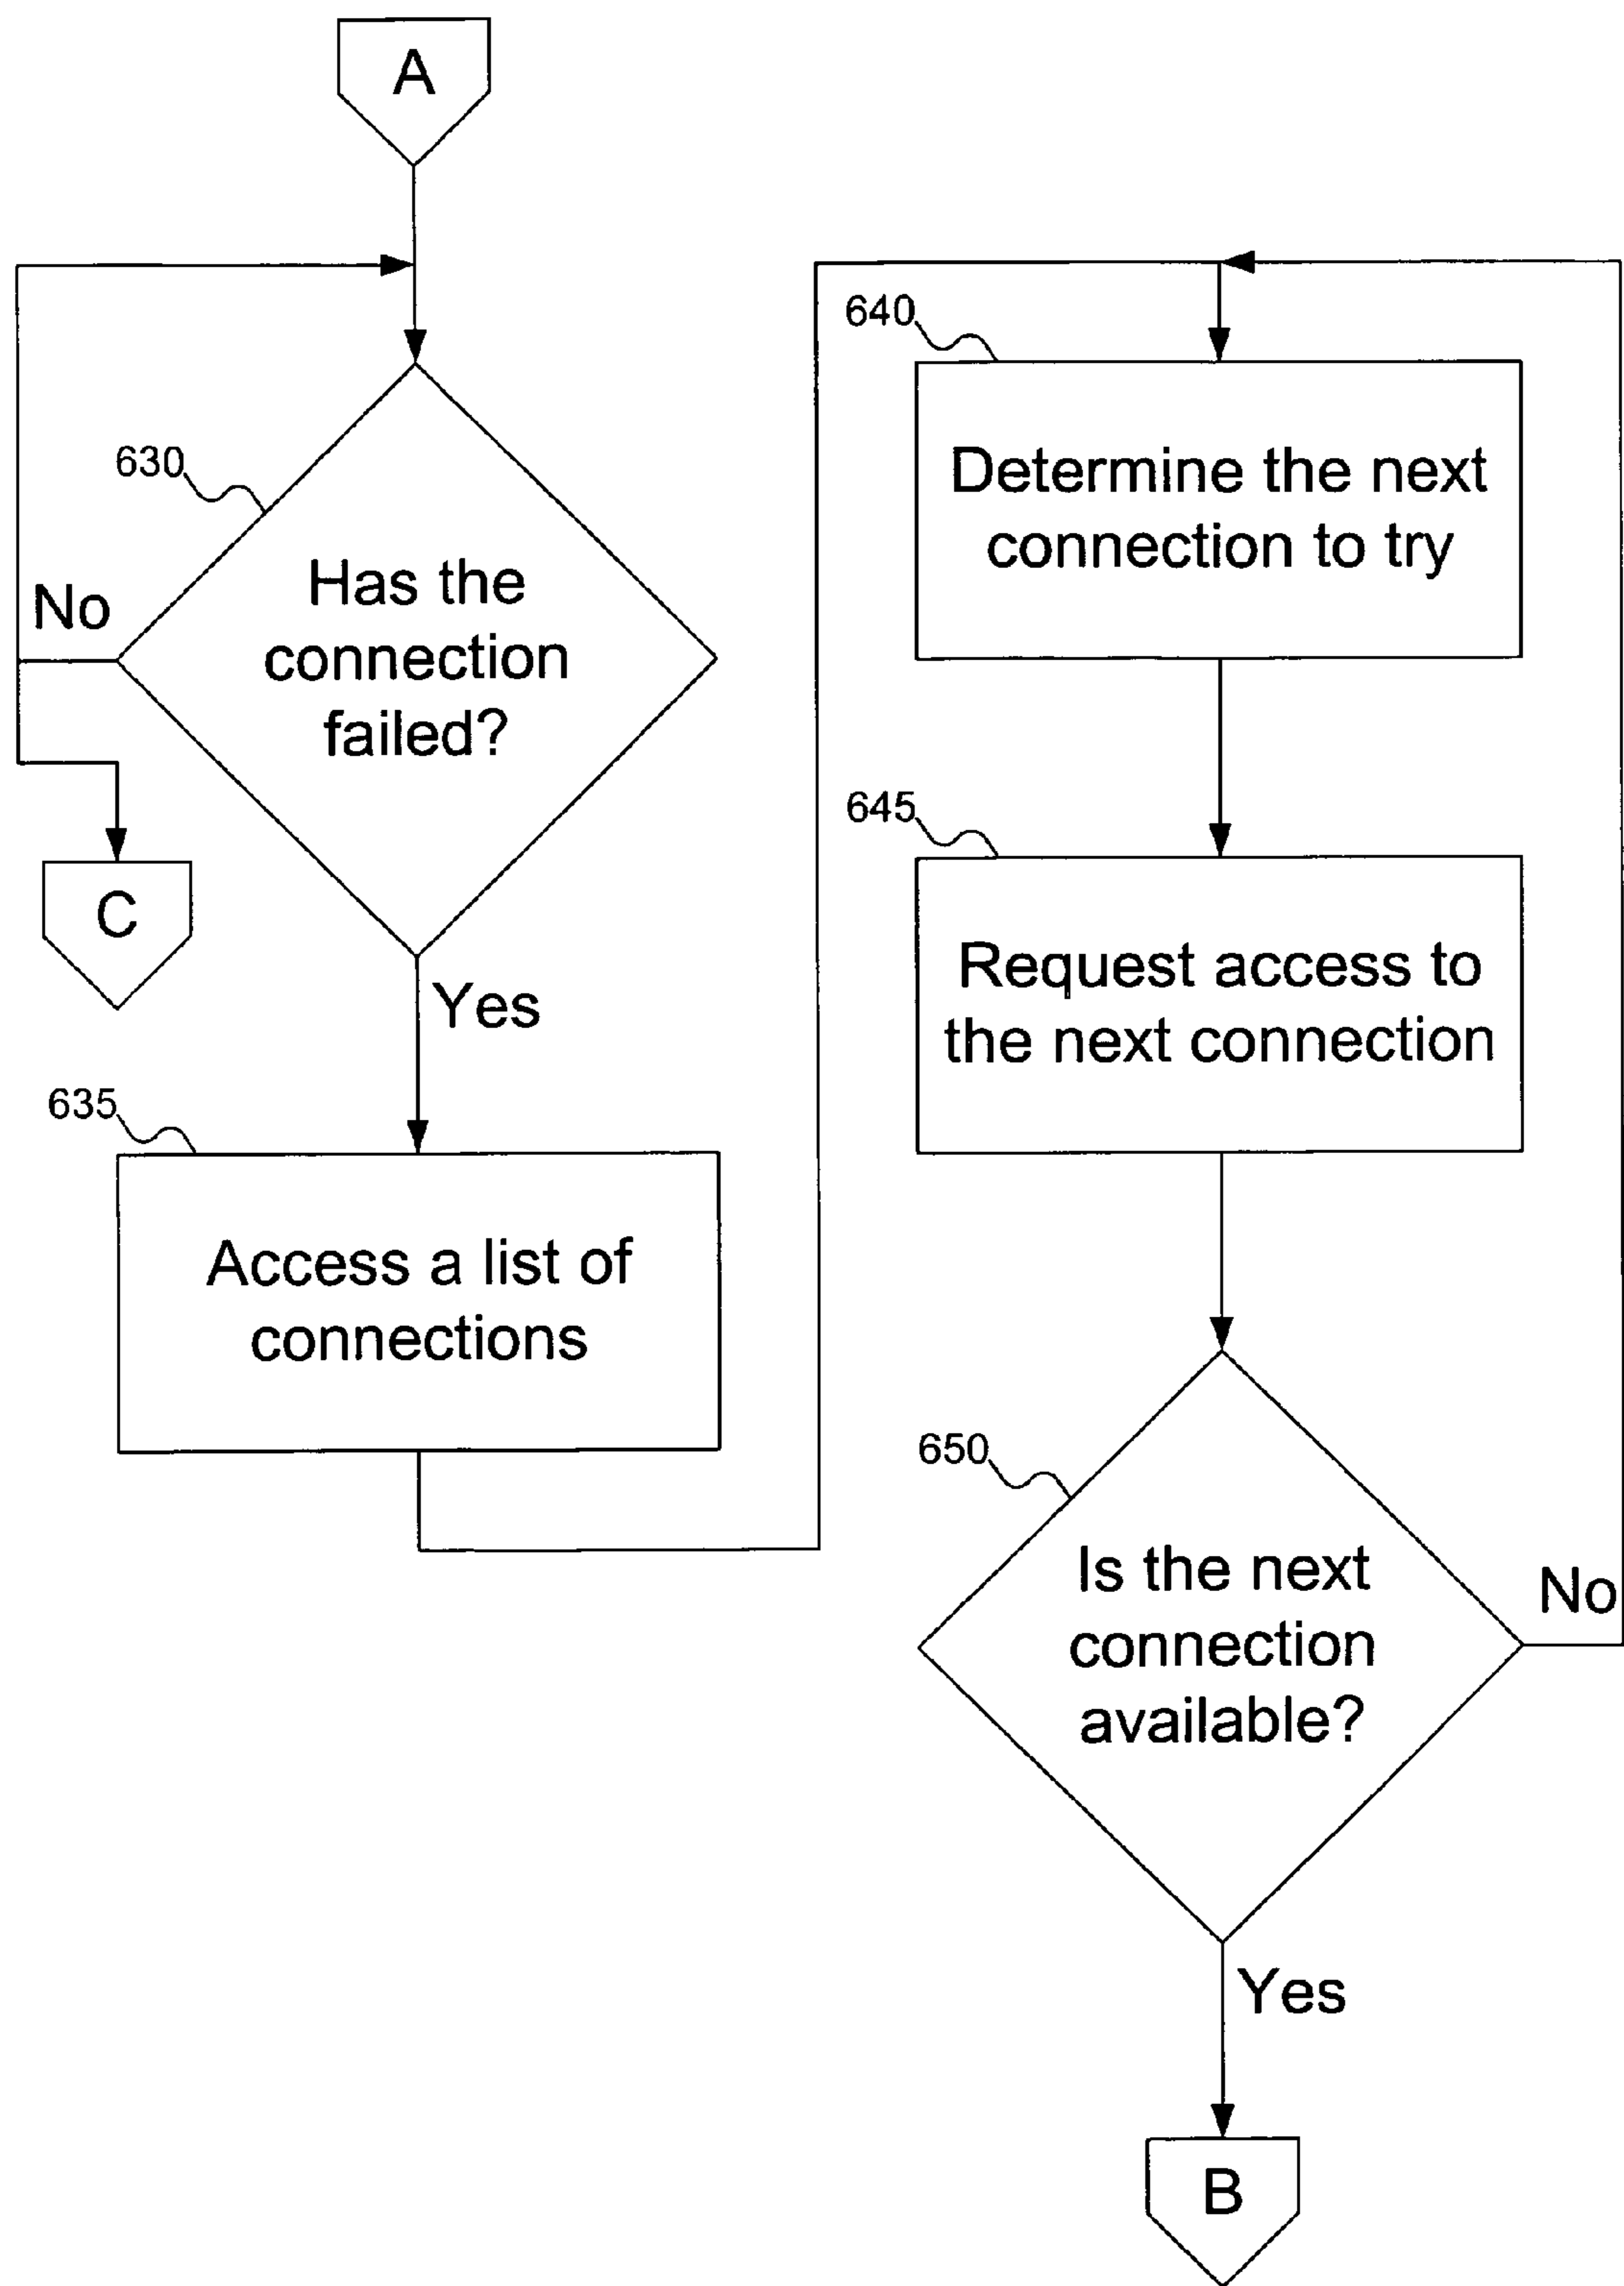 A
630
Has the
connection
failed?
No
C
Yes
635
Access a list of
connections
640
Determine the next
connection to try
645
Request access to
the next connection
650
Is the next
connection
available?
No
Yes
B